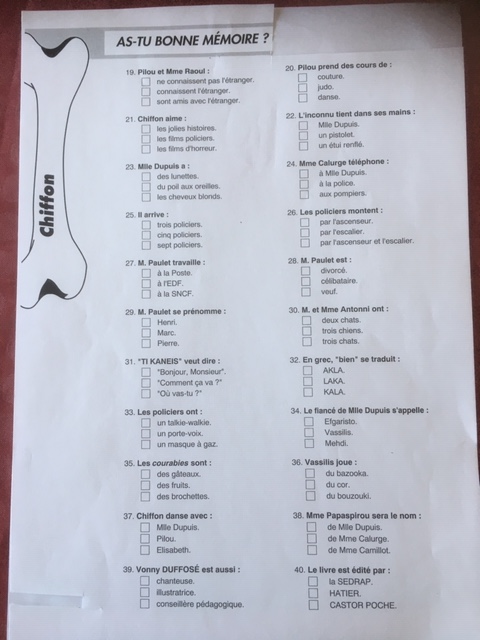 AS-TU BONNE MÉMOIRE ?
Chiffon
19. Pilou et Mme Raoul :
ne connaissent pas l'étranger.
connaissent l'étranger.
sont amis avec l'étranger.
20. Pilou prend des cours de :
couture.
judo.
danse.
21. Chiffon aime :
les jolies histoires.
les films policiers.
les films d'horreur.
22. L'inconnu tient dans ses mains :
Mlle Dupuis.
un pistolet.
un étui renflé.
23. Mlle Dupuis a :
des lunettes.
du poil aux oreilles.
les cheveux blonds.
24. Mme Calurge téléphone :
à Mlle Dupuis.
à la police.
aux pompiers.
25. Il arrive :
trois policiers.
cinq policiers.
sept policiers.
26. Les policiers montent :
par l'ascenseur.
par l'escalier.
par l'ascenseur et l'escalier.
27. M. Paulet travaille :
à la Poste.
à l'EDF.
à la SNCF.
28. M. Paulet est :
divorcé.
célibataire.
veuf.
29. M. Paulet se prénomme :
Henri.
Marc.
Pierre.
30. M. et Mme Antonni ont :
deux chats.
trois chiens.
trois chats.
31. "TI KANEIS" veut dire :
"Bonjour, Monsieur".
"Comment ça va ?"
"Où vas-tu ?"
32. En grec, "bien" se traduit :
AKLA.
LAKA.
KALA.
33. Les policiers ont :
un talkie-walkie.
un porte-voix.
un masque à gaz.
34. Le fiancé de Mlle Dupuis s'appelle :
Efgaristo.
Vassilis.
Mehdi.
35. Les courabies sont :
des gâteaux.
des fruits.
des brochettes.
36. Vassilis joue :
du bazooka.
du cor.
du bouzouki.
37. Chiffon danse avec :
Mlle Dupuis.
Pilou.
Elisabeth.
38. Mme Papaspirou sera le nom :
de Mlle Dupuis.
de Mme Calurge.
de Mme Camillot.
39. Vonny DUFFOSÉ est aussi :
chanteuse.
illustratrice.
conseillère pédagogique.
40. Le livre est édité par :
la SEDRAP.
HATIER.
CASTOR POCHE.